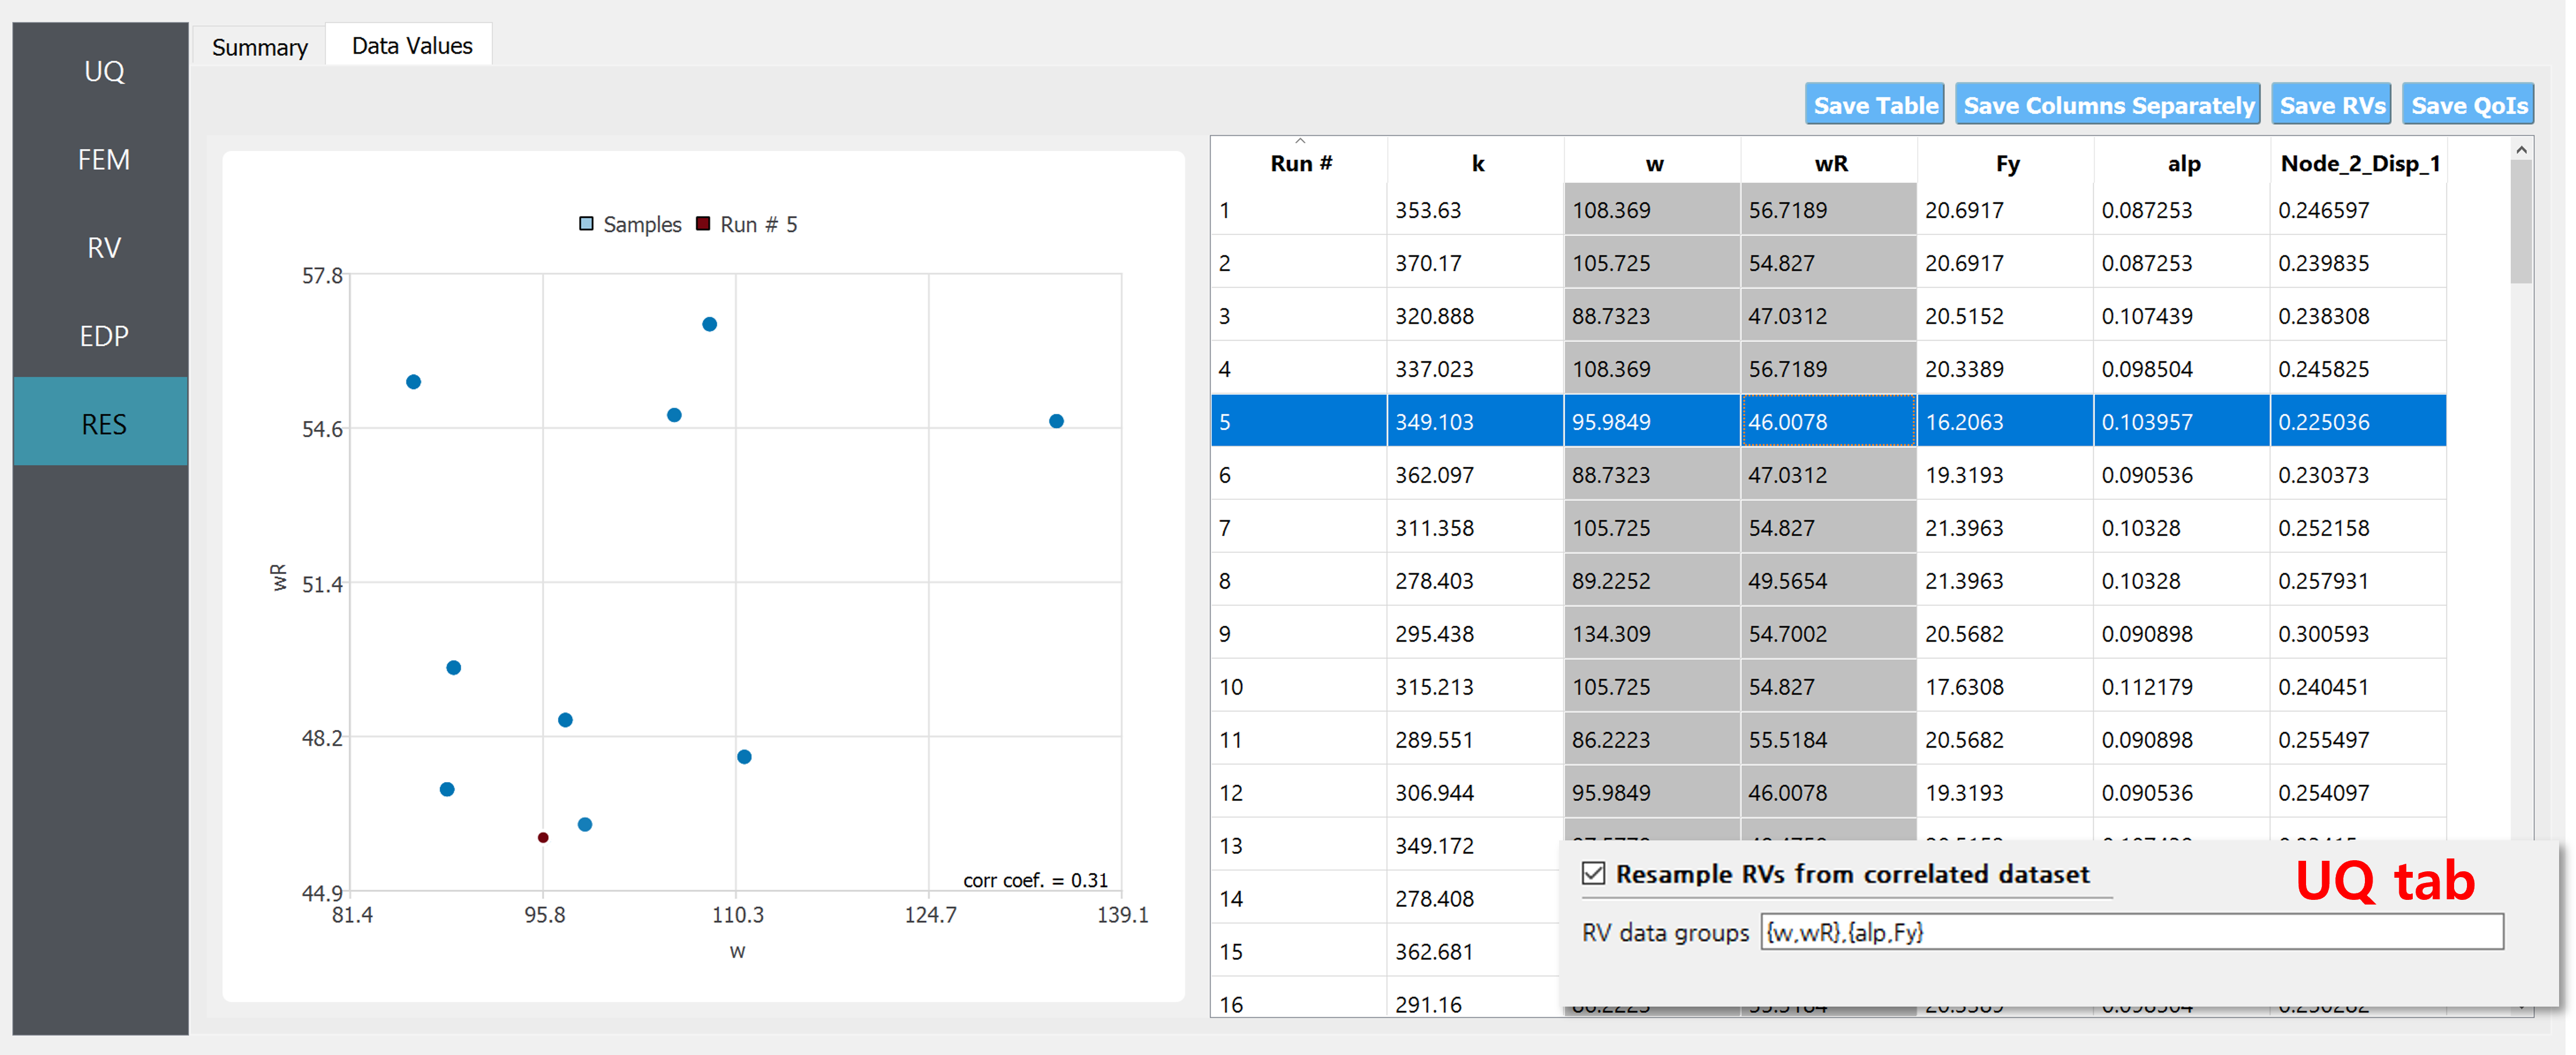 UQ
FEM
RV
EDP
RES
Summary Data Values
Save Table Save Columns Separately Save RVs Save QoIs
Samples Run # 5
57.8
54.6
51.4
48.2
44.9
wR
corr coef. = 0.31
81.4 95.8 110.3 124.7 139.1
w
Run # k w wR Fy alp Node_2_Disp_1
1 353.63 108.369 56.7189 20.6917 0.087253 0.246597
2 370.17 105.725 54.827 20.6917 0.087253 0.239835
3 320.888 88.7323 47.0312 20.5152 0.107439 0.238308
4 337.023 108.369 56.7189 20.3389 0.098504 0.245825
5 349.103 95.9849 46.0078 16.2063 0.103957 0.225036
6 362.097 88.7323 47.0312 19.3193 0.090536 0.230373
7 311.358 105.725 54.827 21.3963 0.10328 0.252158
8 278.403 89.2252 49.5654 21.3963 0.10328 0.257931
9 295.438 134.309 54.7002 20.5682 0.090898 0.300593
10 315.213 105.725 54.827 17.6308 0.112179 0.240451
11 289.551 86.2223 55.5184 20.5682 0.090898 0.255497
12 306.944 95.9849 46.0078 19.3193 0.090536 0.254097
13 349.172
14 278.408
15 362.681
16 291.16
Resample RVs from correlated dataset
UQ tab
RV data groups {w,wR},{alp,Fy}